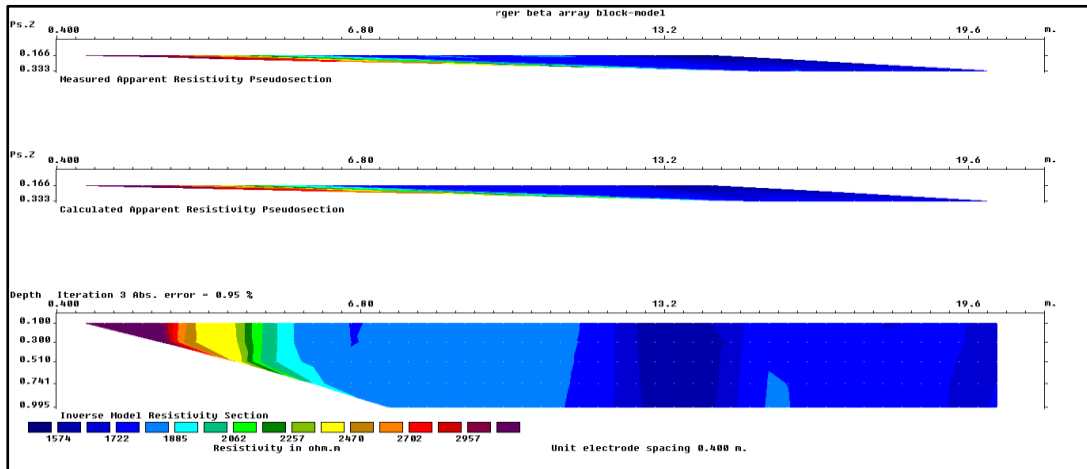 rger beta array block-model
Ps.Z 0.400 6.80 13.2 19.6 m.
0.166
0.333
Measured Apparent Resistivity Pseudosection
Ps.Z 0.400 6.80 13.2 19.6 m.
0.166
0.333
Calculated Apparent Resistivity Pseudosection
Depth Iteration 3 Abs. error = 0.95 %
0.400 6.80 13.2 19.6 m.
0.100
0.300
0.510
0.741
0.995
Inverse Model Resistivity Section
1574 1722 1885 2062 2257 2470 2702 2957
Resistivity in ohm.m Unit electrode spacing 0.400 m.